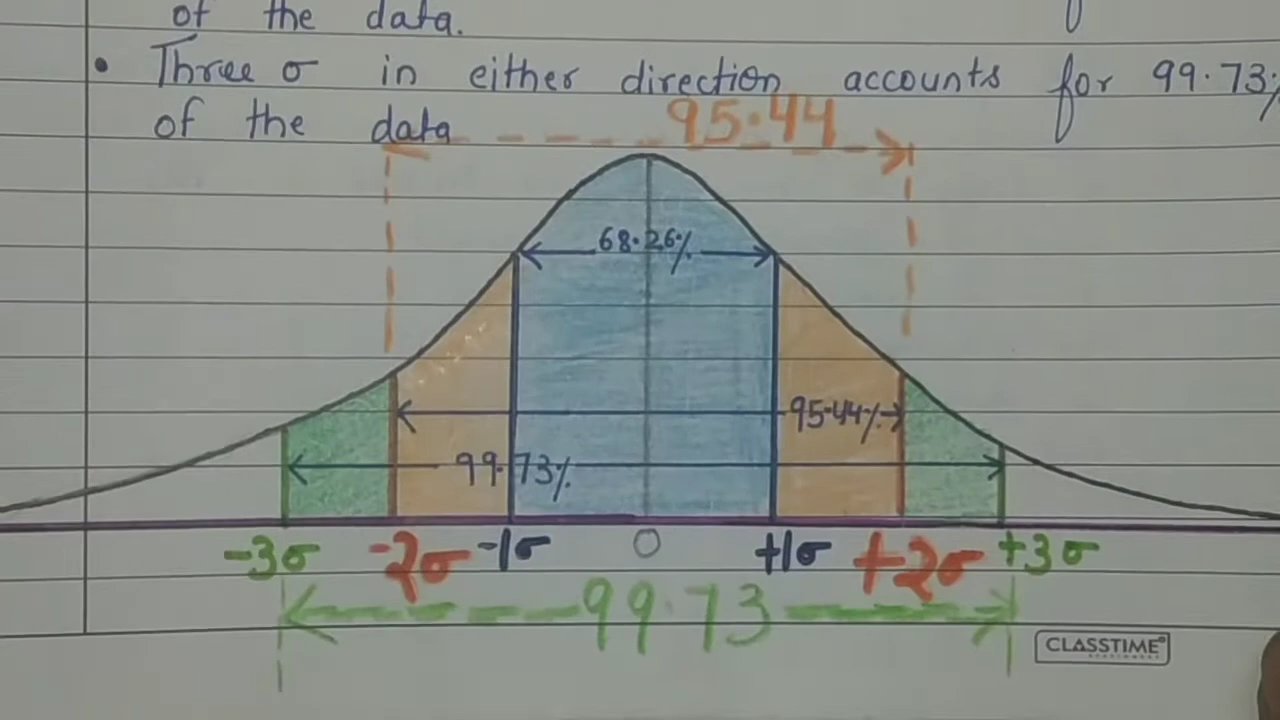 of the data.
• Three σ in either direction accounts for 99.73%
of the data
95.44
68.26%
95.44%
99.73%
-3σ -2σ -1σ 0 +1σ +2σ +3σ
99.73
CLASSTIME